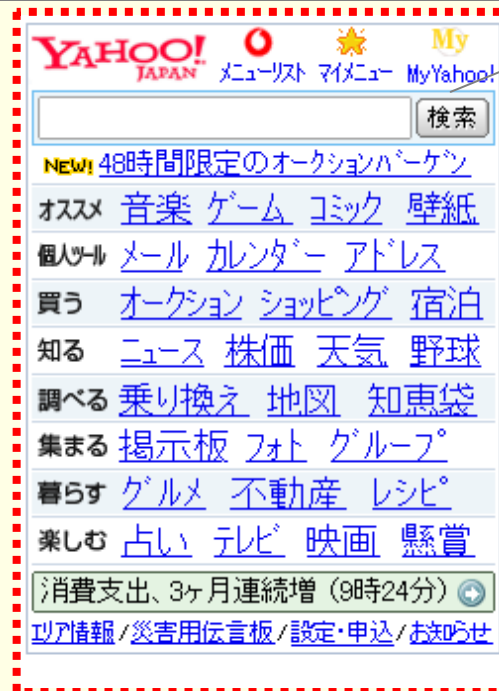 YAHOO! JAPAN メニューリスト マイメニュー My MyYahoo!
検索
NEW! 48時間限定のオークションバーゲン
オススメ 音楽 ゲーム コミック 壁紙
個人ツール メール カレンダー アドレス
買う オークション ショッピング 宿泊
知る ニュース 株価 天気 野球
調べる 乗り換え 地図 知恵袋
集まる 掲示板 フォト グループ
暮らす グルメ 不動産 レシピ
楽しむ 占い テレビ 映画 懸賞
消費支出、3ヶ月連続増 (9時24分)
エリア情報/災害用伝言板/設定・申込/お知らせ